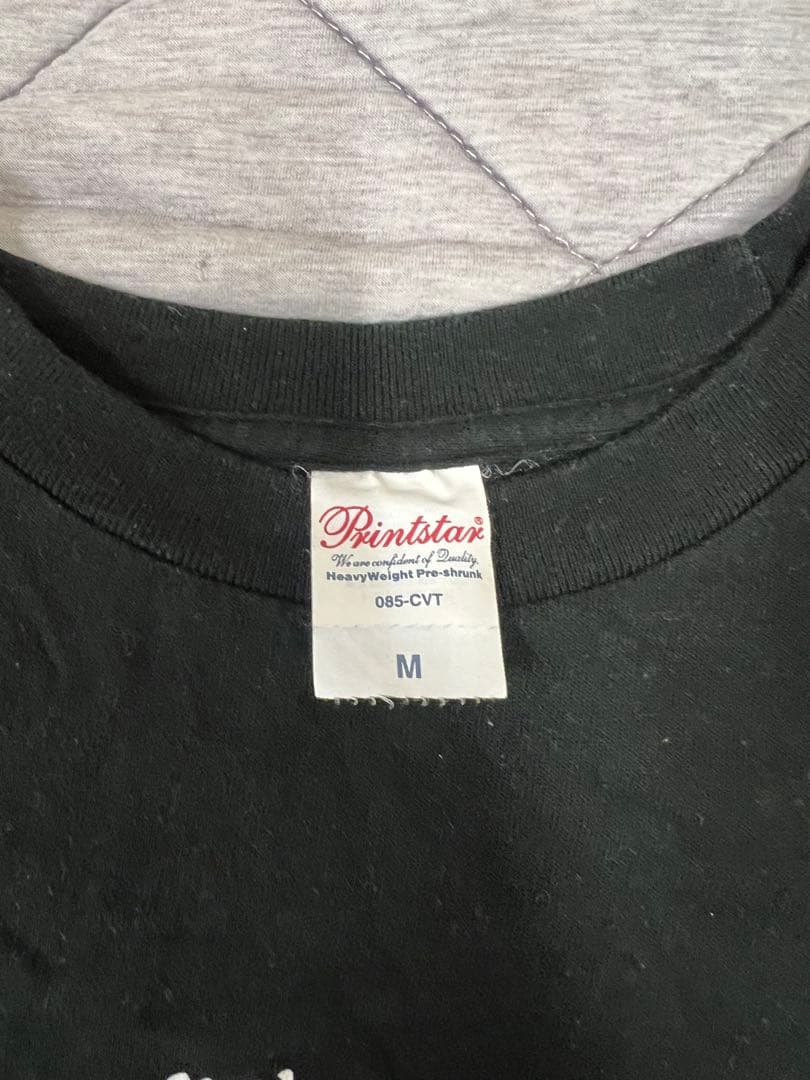 Printstar®
We are confident of Quality.
HeavyWeight Pre-shrunk
085-CVT
M